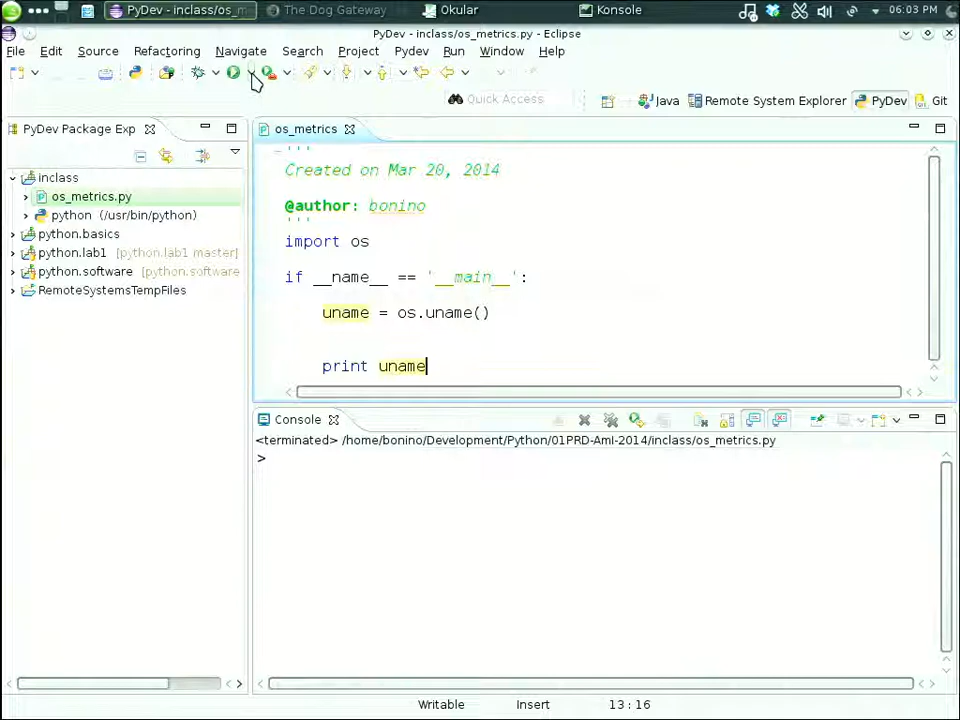 PyDev - inclass/os_m
The Dog Gateway
Okular
Konsole
06:03 PM
PyDev - inclass/os_metrics.py - Eclipse
File Edit Source Refactoring Navigate Search Project Pydev Run Window Help
Quick Access
Java
Remote System Explorer
PyDev
Git
PyDev Package Exp
inclass
os_metrics.py
python (/usr/bin/python)
python.basics
python.lab1 [python.lab1 master]
python.software [python.software
RemoteSystemsTempFiles
os_metrics
'''
Created on Mar 20, 2014
@author: bonino
'''
import os
if __name__ == '__main__':
uname = os.uname()
print uname
Console
<terminated> /home/bonino/Development/Python/01PRD-AmI-2014/inclass/os_metrics.py
>
Writable
Insert
13 : 16